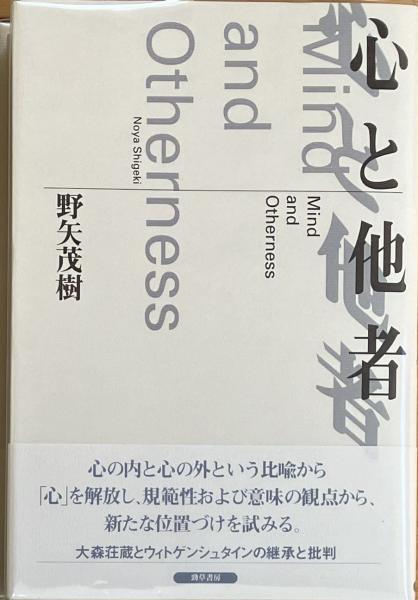 心と他者
心と他者
Mind
and
Otherness
Mind
and
Otherness
Noya Shigeki
野矢茂樹
心の内と心の外という比喩から
「心」を解放し、規範性および意味の観点から、
新たな位置づけを試みる。
大森荘蔵とウィトゲンシュタインの継承と批判
勁草書房